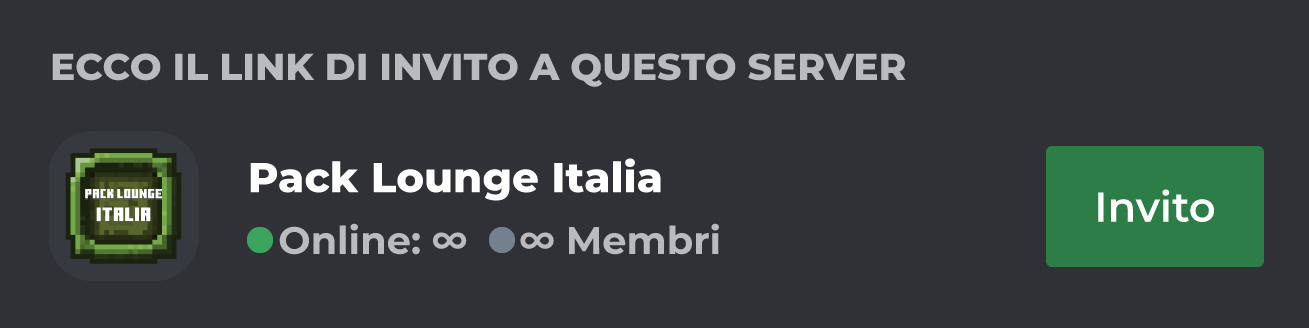 ECCO IL LINK DI INVITO A QUESTO SERVER
PACK LOUNGE
ITALIA
Pack Lounge Italia
Online: ∞ ∞ Membri
Invito